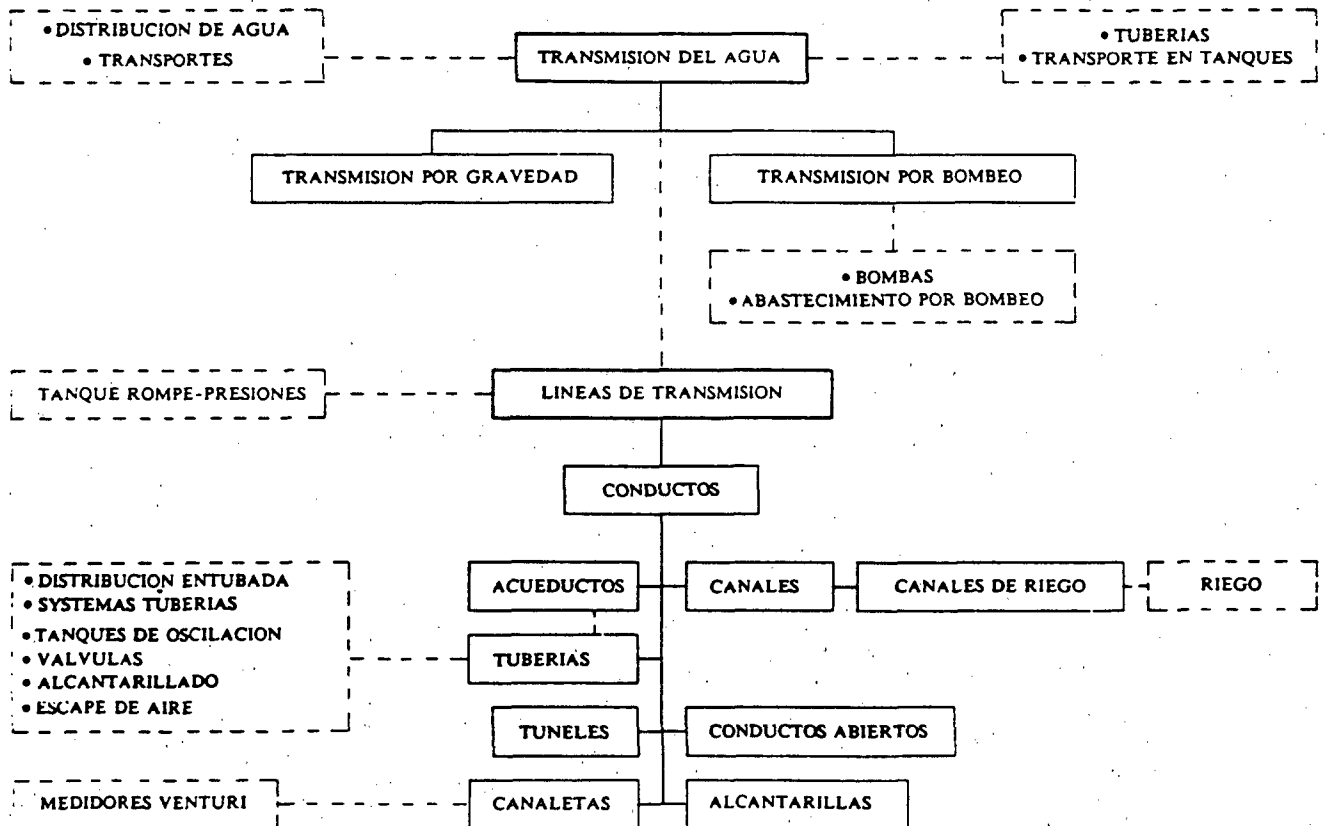 • DISTRIBUCION DE AGUA
• TRANSPORTES
TRANSMISION DEL AGUA
• TUBERIAS
• TRANSPORTE EN TANQUES
TRANSMISION POR GRAVEDAD
TRANSMISION POR BOMBEO
• BOMBAS
• ABASTECIMIENTO POR BOMBEO
TANQUE ROMPE-PRESIONES
LINEAS DE TRANSMISION
CONDUCTOS
• DISTRIBUCION ENTUBADA
• SYSTEMAS TUBERIAS
• TANQUES DE OSCILACION
• VALVULAS
• ALCANTARILLADO
• ESCAPE DE AIRE
ACUEDUCTOS
CANALES
CANALES DE RIEGO
RIEGO
TUBERIAS
TUNELES
CONDUCTOS ABIERTOS
MEDIDORES VENTURI
CANALETAS
ALCANTARILLAS